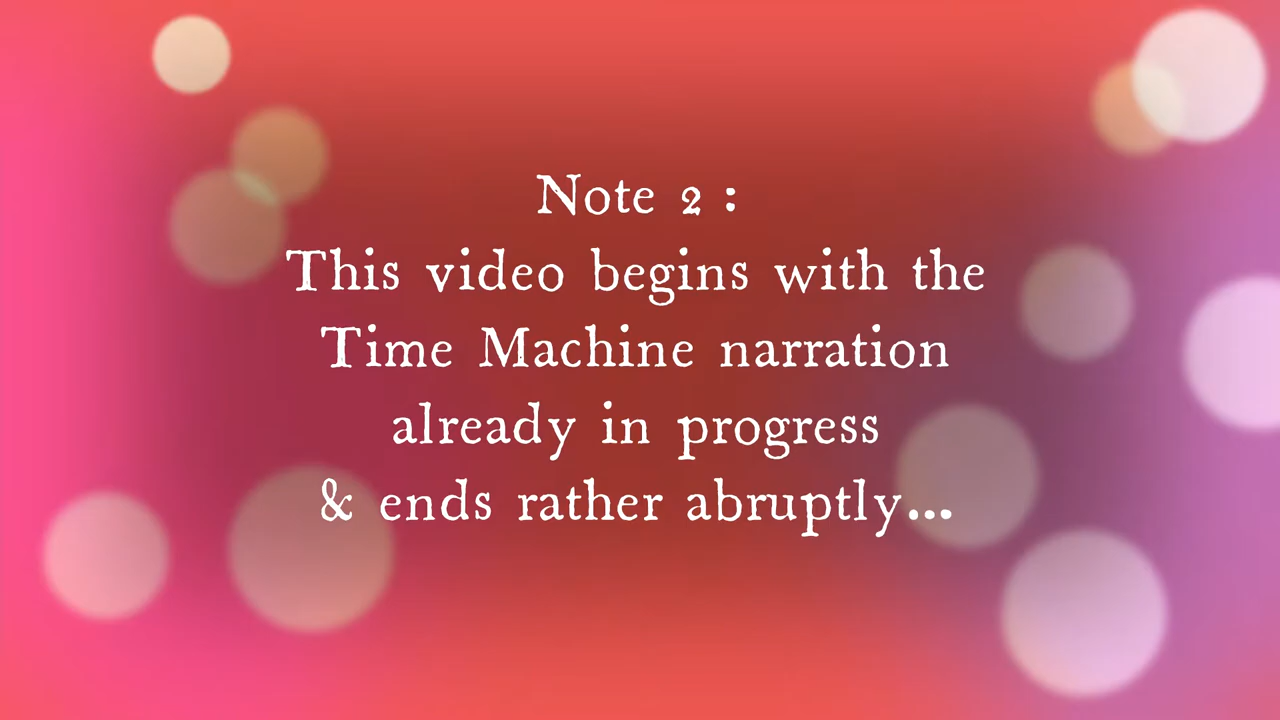 Note 2 :
This video begins with the
Time Machine narration
already in progress
& ends rather abruptly...